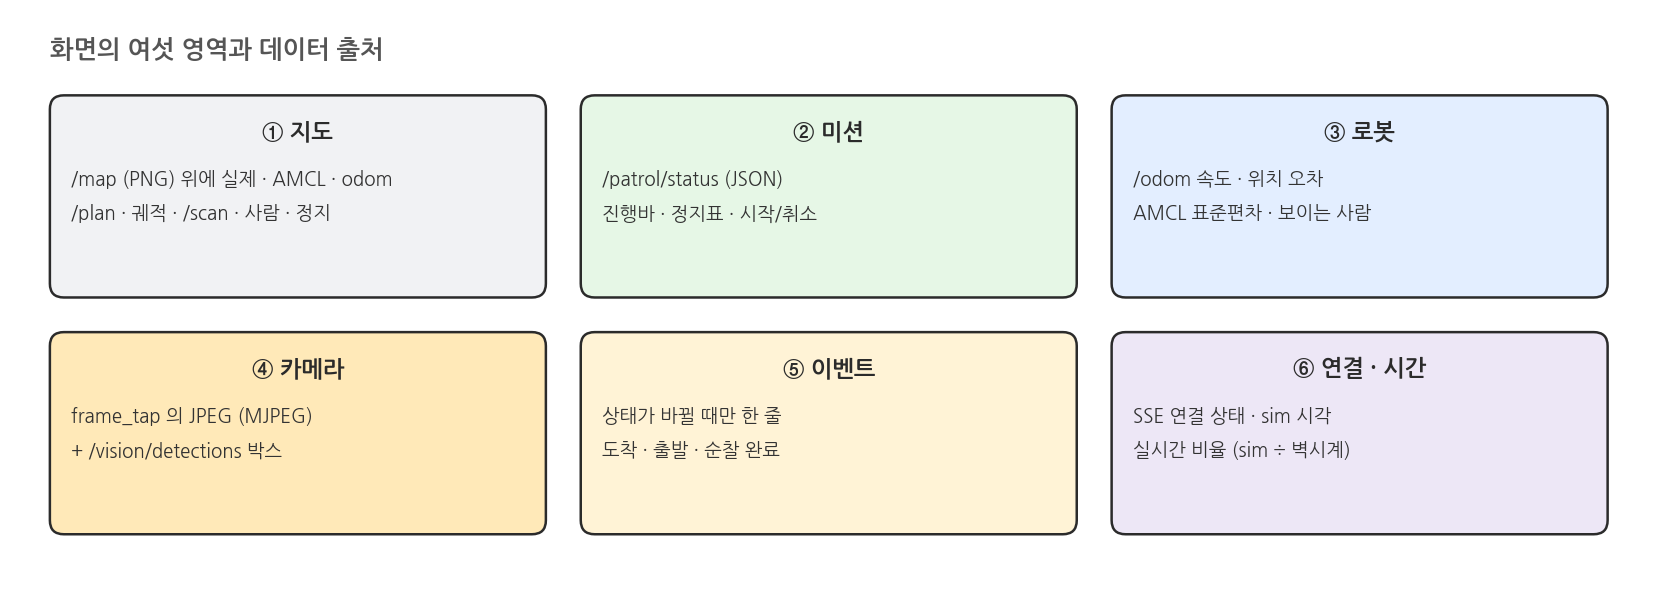 화면의 여섯 영역과 데이터 출처
① 지도
/map (PNG) 위에 실제 · AMCL · odom
/plan · 궤적 · /scan · 사람 · 정지
② 미션
/patrol/status (JSON)
진행바 · 정지표 · 시작/취소
③ 로봇
/odom 속도 · 위치 오차
AMCL 표준편차 · 보이는 사람
④ 카메라
frame_tap 의 JPEG (MJPEG)
+ /vision/detections 박스
⑤ 이벤트
상태가 바뀔 때만 한 줄
도착 · 출발 · 순찰 완료
⑥ 연결 · 시간
SSE 연결 상태 · sim 시각
실시간 비율 (sim ÷ 벽시계)